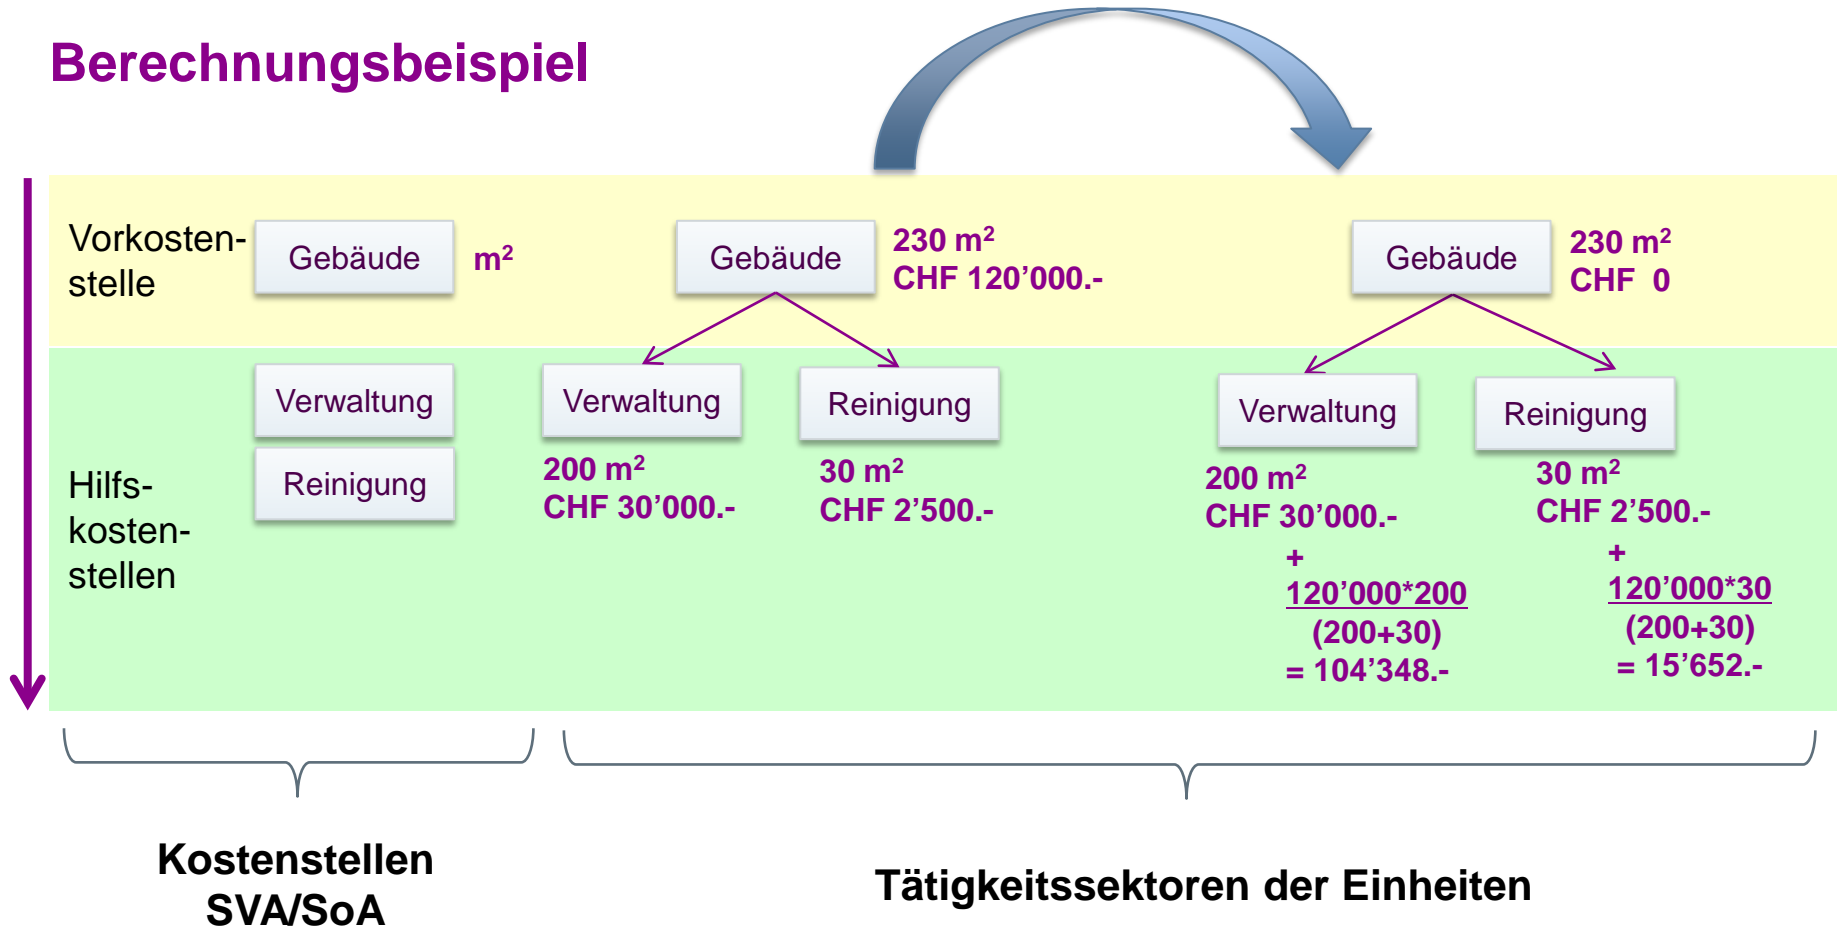 Berechnungsbeispiel
Vorkosten-
stelle
Gebäude
m²
Gebäude
230 m²
CHF 120’000.-
Gebäude
230 m²
CHF 0
Hilfs-
kosten-
stellen
Verwaltung
Reinigung
Verwaltung
200 m²
CHF 30’000.-
Reinigung
30 m²
CHF 2’500.-
Verwaltung
200 m²
CHF 30’000.-
+
120’000*200
(200+30)
= 104’348.-
Reinigung
30 m²
CHF 2’500.-
+
120’000*30
(200+30)
= 15’652.-
Kostenstellen
SVA/SoA
Tätigkeitssektoren der Einheiten